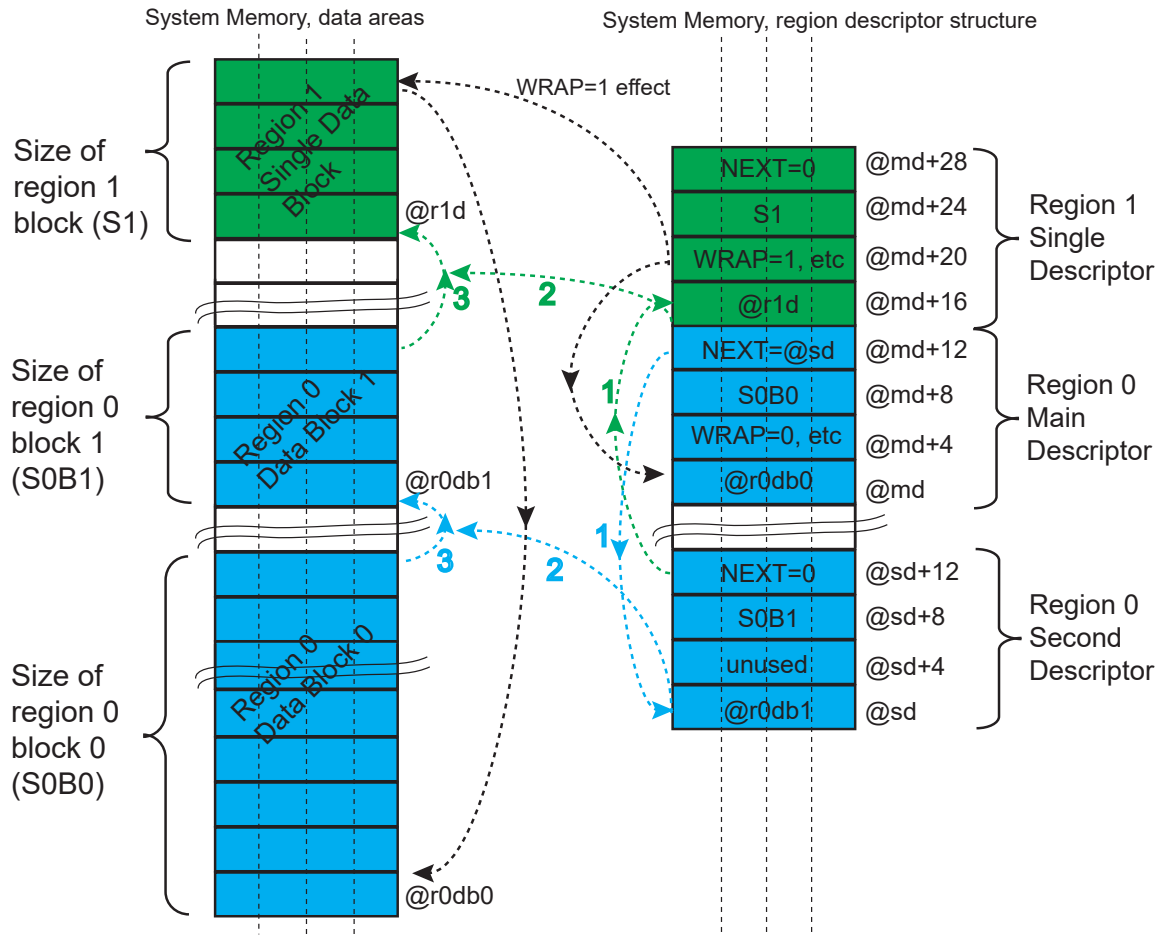 System Memory, data areas
System Memory, region descriptor structure
WRAP=1 effect
Size of
region 1
block (S1)
Region 1
Single Data
Block
@r1d
3
2
Size of
region 0
block 1
(S0B1)
Region 0
Data Block 1
@r0db1
3
2
1
1
Size of
region 0
block 0
(S0B0)
Region 0
Data Block 0
@r0db0
NEXT=0
@md+28
S1
@md+24
WRAP=1, etc
@md+20
@r1d
@md+16
Region 1
Single
Descriptor
NEXT=@sd
@md+12
S0B0
@md+8
WRAP=0, etc
@md+4
@r0db0
@md
Region 0
Main
Descriptor
NEXT=0
@sd+12
S0B1
@sd+8
unused
@sd+4
@r0db1
@sd
Region 0
Second
Descriptor